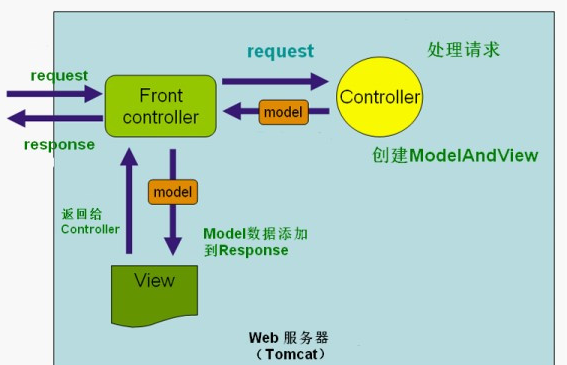 request
处理请求
request
Front
controller
Controller
model
response
创建ModelAndView
model
返回给
Controller
Model数据添加
到Response
View
Web 服务器
（Tomcat）